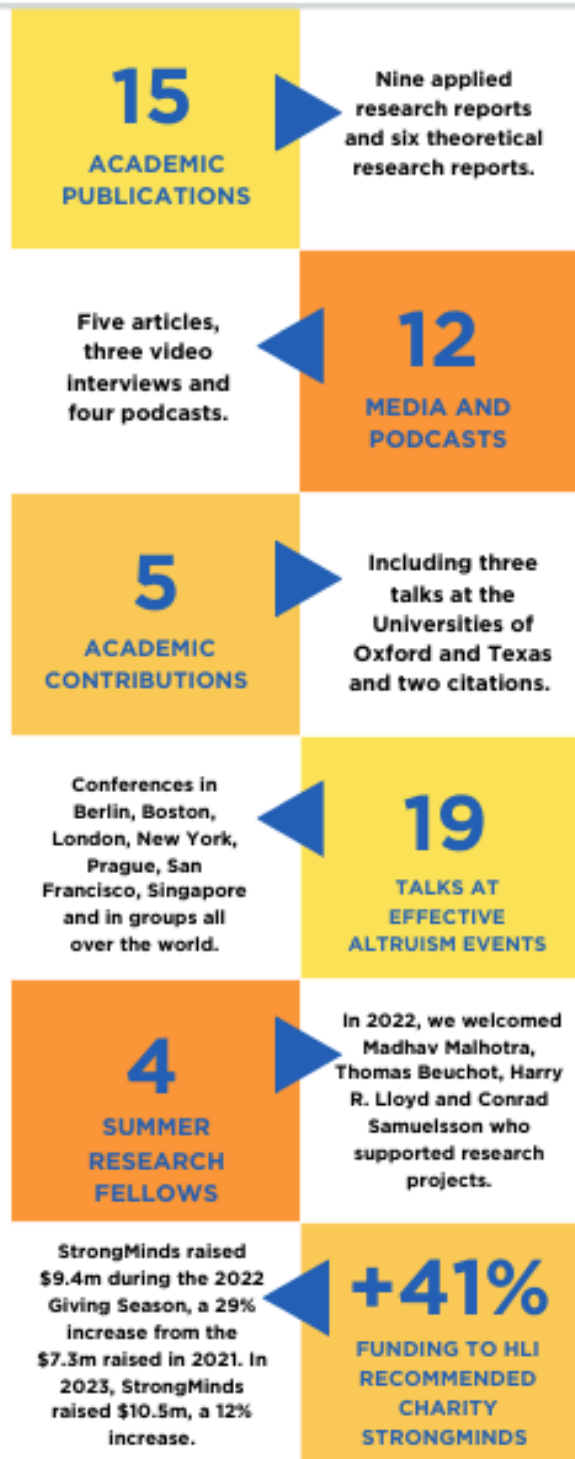 15
ACADEMIC
PUBLICATIONS
Nine applied
research reports
and six theoretical
research reports.
Five articles,
three video
interviews and
four podcasts.
12
MEDIA AND
PODCASTS
5
ACADEMIC
CONTRIBUTIONS
Including three
talks at the
Universities of
Oxford and Texas
and two citations.
Conferences in
Berlin, Boston,
London, New York,
Prague, San
Francisco, Singapore
and in groups all
over the world.
19
TALKS AT
EFFECTIVE
ALTRUISM EVENTS
4
SUMMER
RESEARCH
FELLOWS
In 2022, we welcomed
Madhav Malhotra,
Thomas Beuchot, Harry
R. Lloyd and Conrad
Samuelsson who
supported research
projects.
StrongMinds raised
$9.4m during the 2022
Giving Season, a 29%
increase from the
$7.3m raised in 2021. In
2023, StrongMinds
raised $10.5m, a 12%
increase.
+41%
FUNDING TO HLI
RECOMMENDED
CHARITY
STRONGMINDS